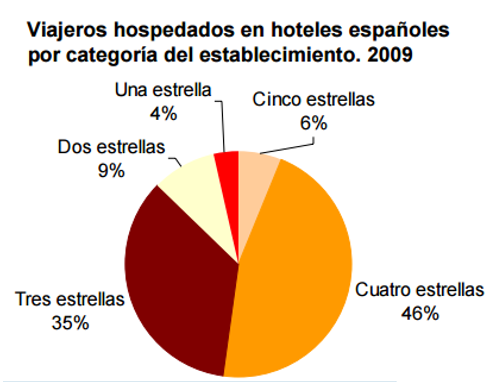 Viajeros hospedados en hoteles españoles
por categoría del establecimiento. 2009
Una estrella
4%
Cinco estrellas
6%
Dos estrellas
9%
Tres estrellas
35%
Cuatro estrellas
46%